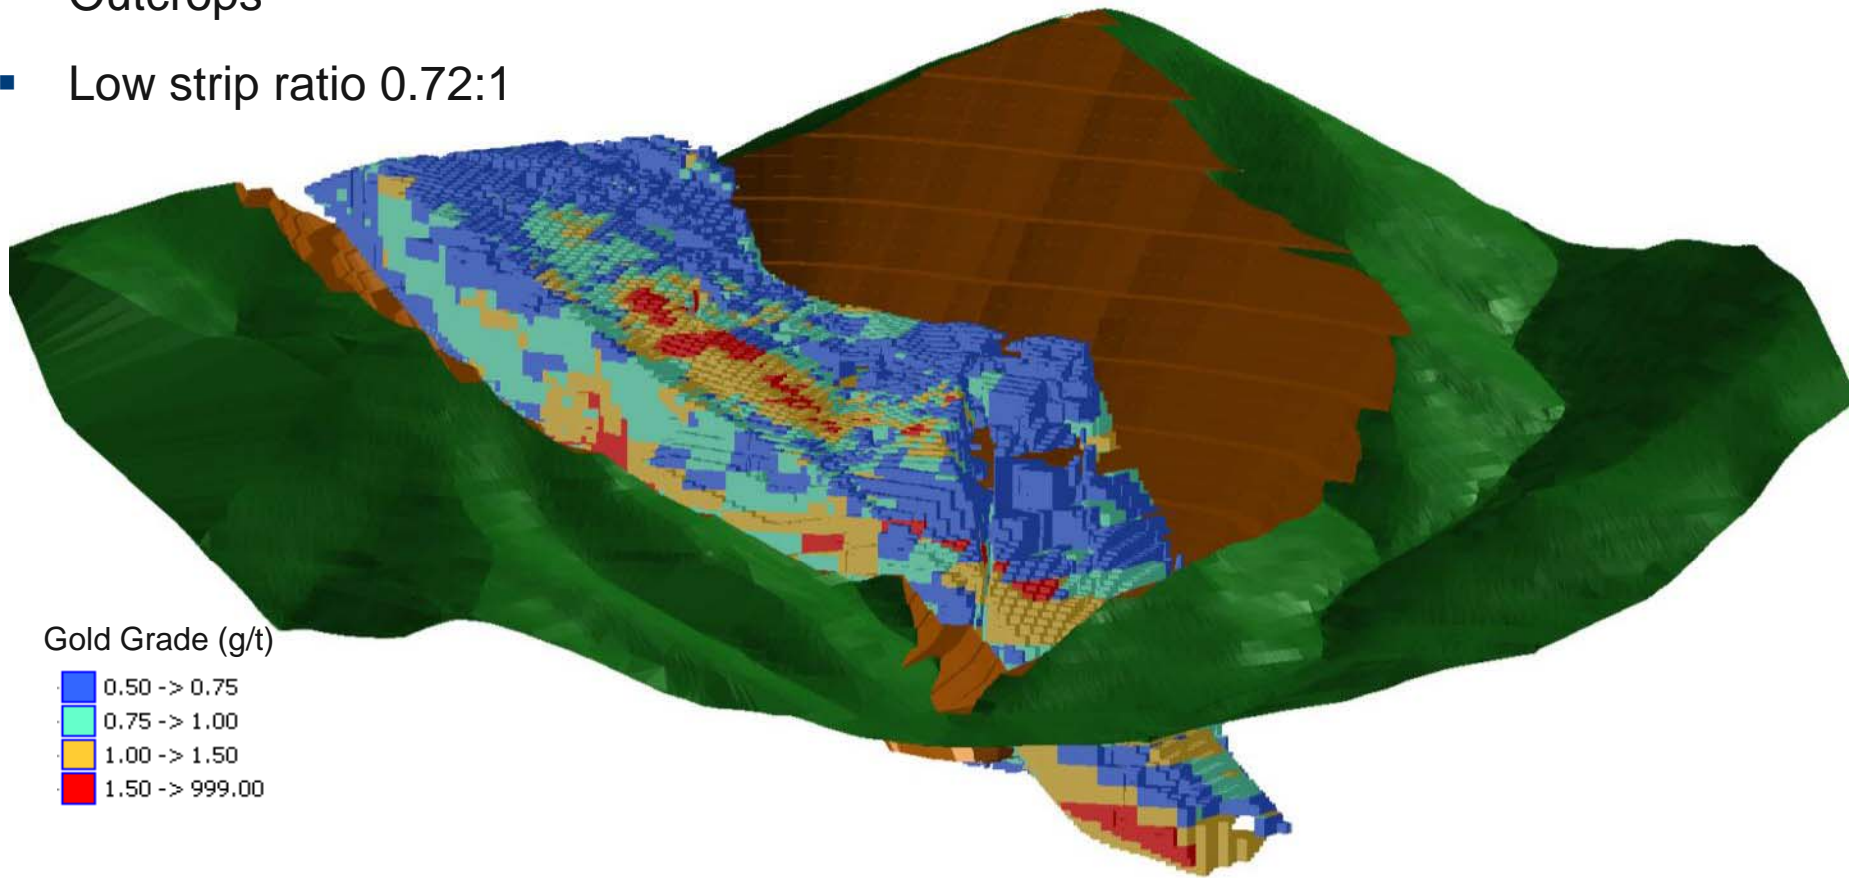 Outcrops
Low strip ratio 0.72:1
Gold Grade (g/t)
0.50 -> 0.75
0.75 -> 1.00
1.00 -> 1.50
1.50 -> 999.00